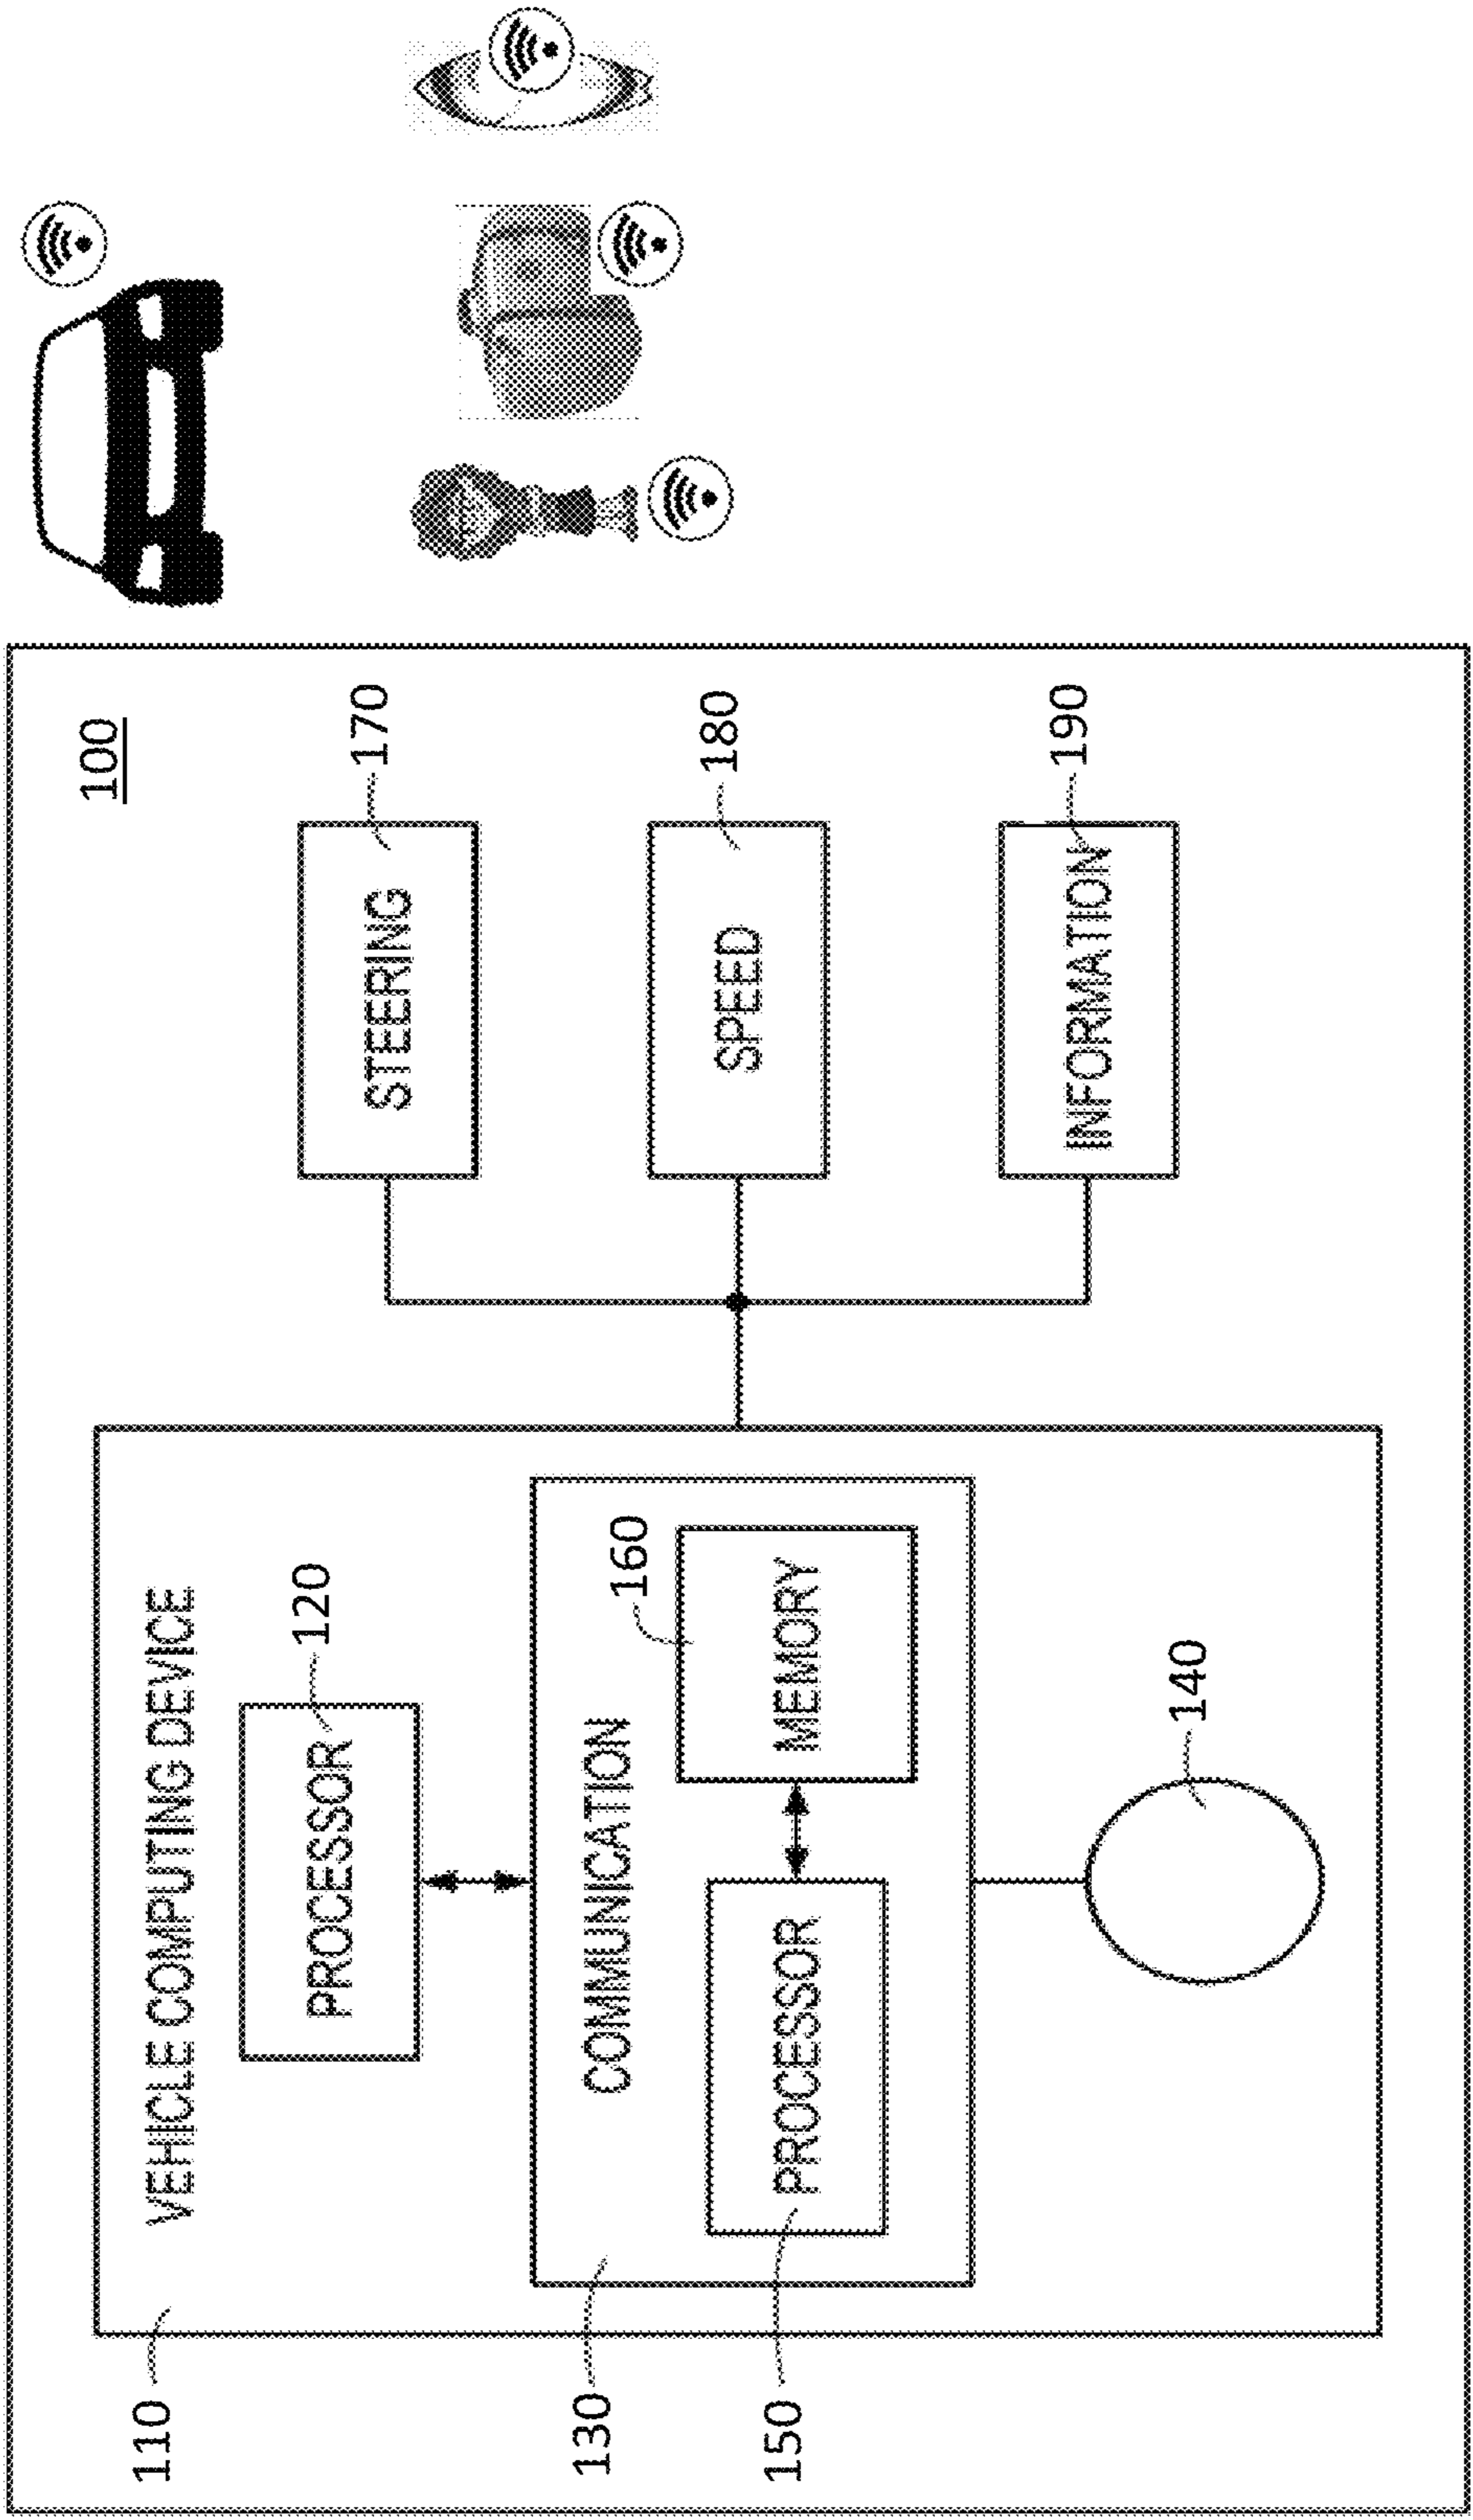 100
110
VEHICLE COMPUTING DEVICE
PROCESSOR
120
130
COMMUNICATION
150
PROCESSOR
160
MEMORY
140
STEERING
170
SPEED
180
INFORMATION
190